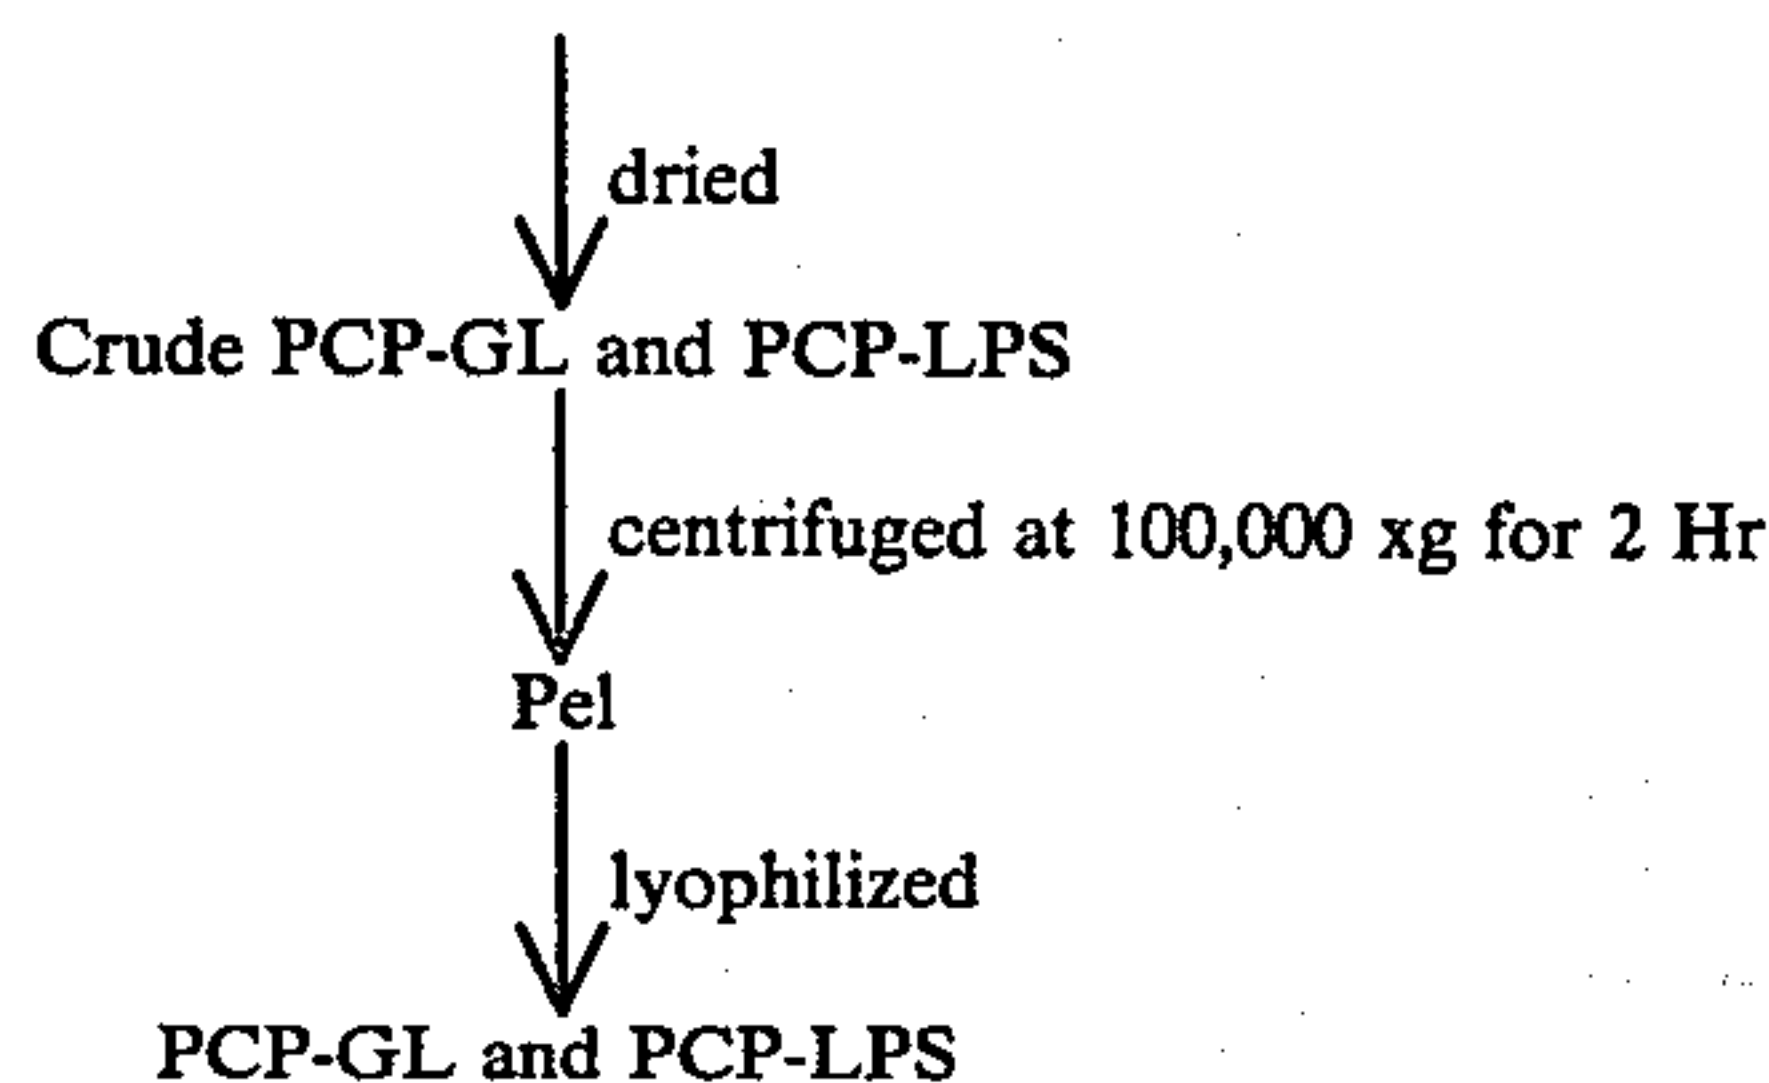 dried
Crude PCP-GL and PCP-LPS
centrifuged at 100,000 xg for 2 Hr
Pel
lyophilized
PCP-GL and PCP-LPS